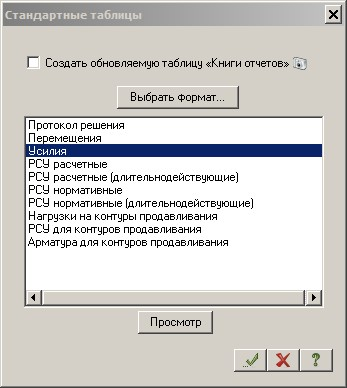 Стандартные таблицы
Создать обновляемую таблицу «Книги отчетов»
Выбрать формат...
Протокол решения
Перемещения
Усилия
РСУ расчетные
РСУ расчетные (длительнодействующие)
РСУ нормативные
РСУ нормативные (длительнодействующие)
Нагрузки на контуры продавливания
РСУ для контуров продавливания
Арматура для контуров продавливания
Просмотр
?